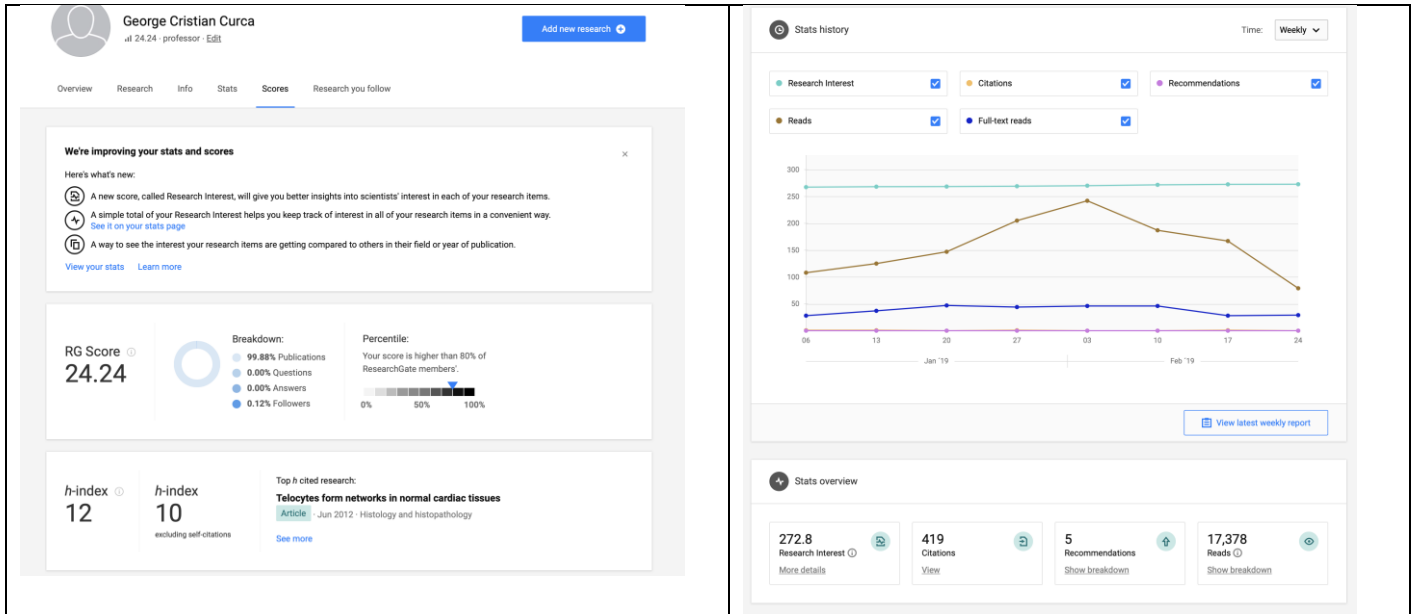 George Cristian Curca
24.24 · professor · Edit
Add new research
Overview Research Info Stats Scores Research you follow
We're improving your stats and scores
Here's what's new:
A new score, called Research Interest, will give you better insights into scientists' interest in each of your research items.
A simple total of your Research Interest helps you keep track of interest in all of your research items in a convenient way.
See it on your stats page
A way to see the interest your research items are getting compared to others in their field or year of publication.
View your stats Learn more
RG Score
24.24
Breakdown:
99.88% Publications
0.00% Questions
0.00% Answers
0.12% Followers
Percentile:
Your score is higher than 80% of
ResearchGate members'.
0% 50% 100%
h-index
12
h-index
10
excluding self-citations
Top h cited research:
Telocytes form networks in normal cardiac tissues
Article · Jun 2012 · Histology and histopathology
See more
Stats history
Time: Weekly
Research Interest
Citations
Recommendations
Reads
Full-text reads
300
250
200
150
100
50
06 13 20 27 03 10 17 24
Jan '19 Feb '19
View latest weekly report
Stats overview
272.8
Research Interest
More details
419
Citations
View
5
Recommendations
Show breakdown
17,378
Reads
Show breakdown